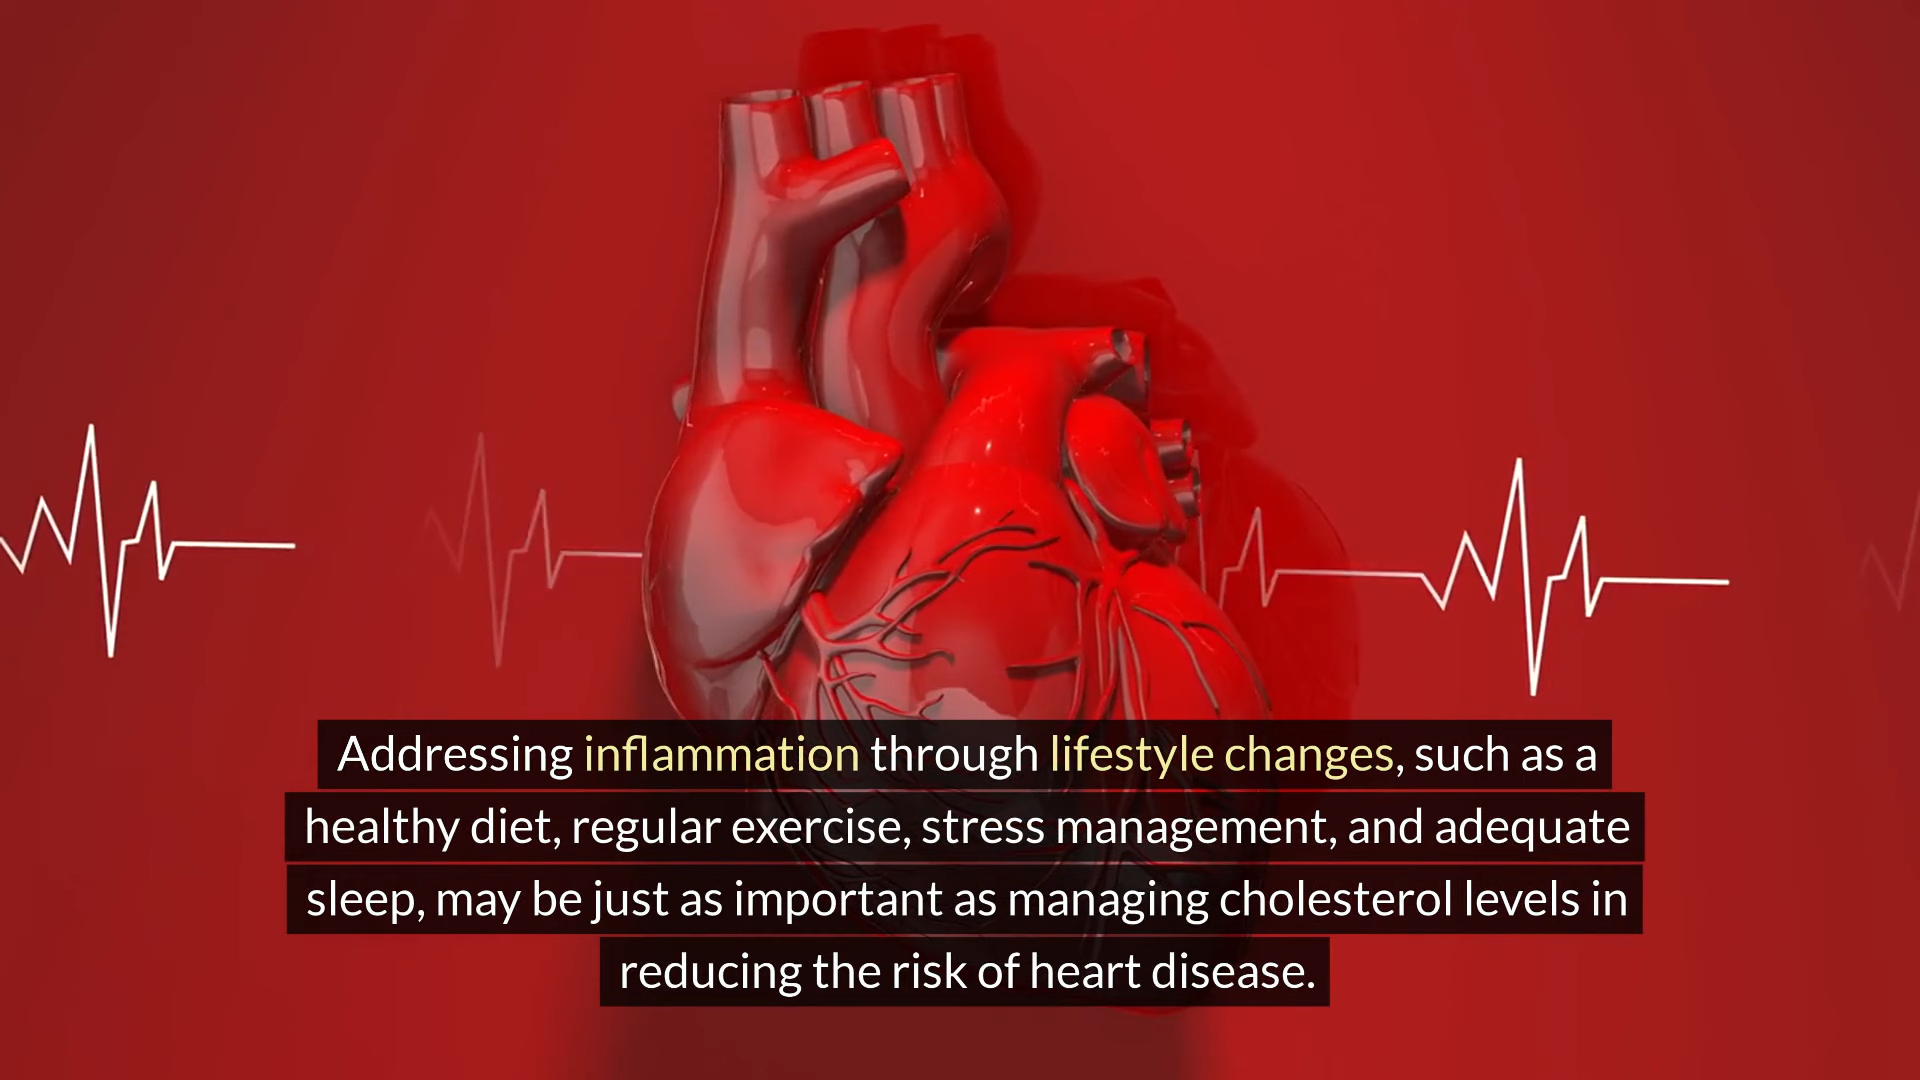 Addressing inflammation through lifestyle changes, such as a
healthy diet, regular exercise, stress management, and adequate
sleep, may be just as important as managing cholesterol levels in
reducing the risk of heart disease.